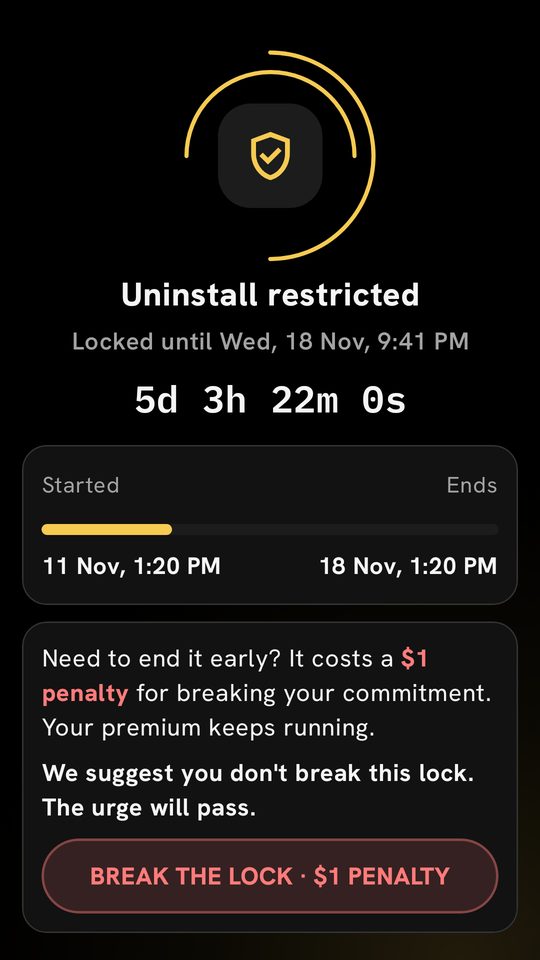 Uninstall restricted
Locked until Wed, 18 Nov, 9:41 PM
5d 3h 22m 0s
Started Ends
11 Nov, 1:20 PM 18 Nov, 1:20 PM
Need to end it early? It costs a $1
penalty for breaking your commitment.
Your premium keeps running.
We suggest you don't break this lock.
The urge will pass.
BREAK THE LOCK · $1 PENALTY